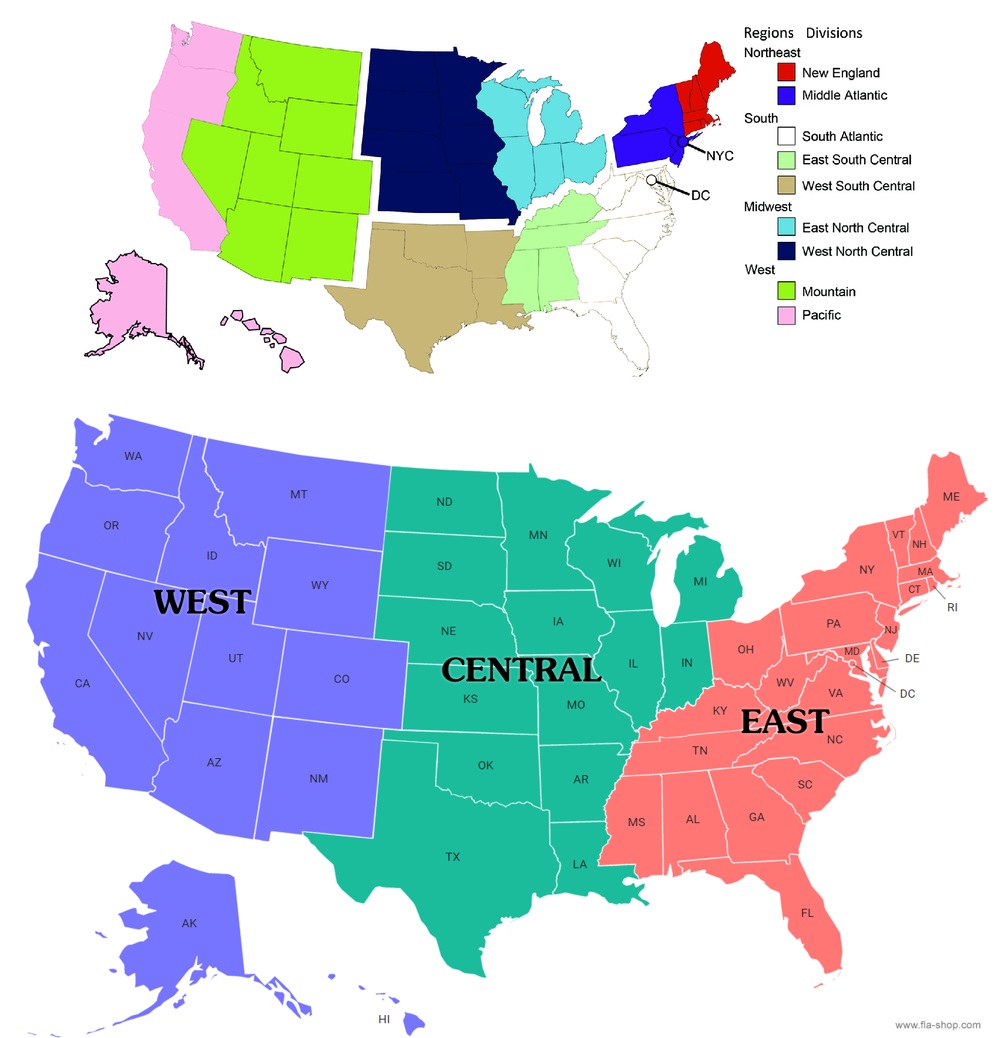 Regions Divisions
Northeast
New England
Middle Atlantic
South
South Atlantic
East South Central
West South Central
Midwest
East North Central
West North Central
West
Mountain
Pacific
NYC
DC
WA
MT
ND
ME
OR
MN
VT
NH
ID
SD
WI
NY
MA
WY
MI
CT
RI
WEST
NV
NE
IA
PA
NJ
UT
CO
CENTRAL
IL
IN
OH
MD
DE
CA
KS
MO
WV
VA
DC
KY
EAST
NC
TN
AZ
NM
OK
AR
SC
MS
AL
GA
TX
LA
FL
AK
HI
www.fla-shop.com